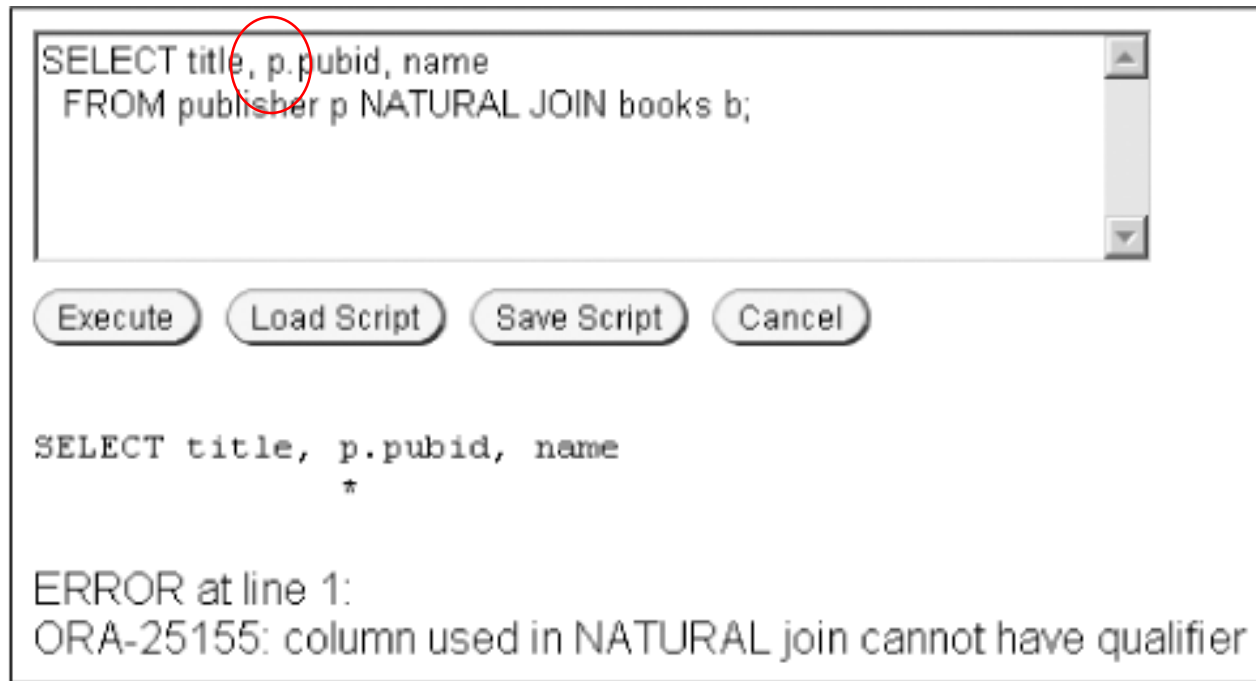 SELECT title, p.pubid, name
FROM publisher p NATURAL JOIN books b;
Execute Load Script Save Script Cancel
SELECT title, p.pubid, name
*
ERROR at line 1:
ORA-25155: column used in NATURAL join cannot have qualifier